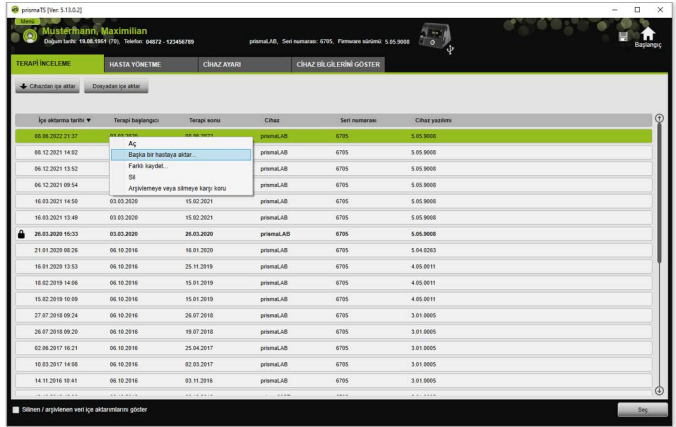 prismaTS [Ver: 5.13.0.2]
Menü
Mustermann, Maximilian
Doğum tarihi: 19.08.1951 (70), Telefon: 04872 - 123456789
prismaLAB, Seri numarası: 6705, Firmware sürümü: 5.05.9008
Başlangıç
TERAPİ İNCELEME HASTA YÖNETME CİHAZ AYARI CİHAZ BİLGİLERİNİ GÖSTER
Cihazdan içe aktar Dosyadan içe aktar
İçe aktarma tarihi ▼ Terapi başlangıcı Terapi sonu Cihaz Seri numarası Cihaz yazılımı
08.06.2022 21:37 prismaLAB 6705 5.05.9008
Aç
08.12.2021 14:02 prismaLAB 6705 5.05.9008
Başka bir hastaya aktar...
06.12.2021 13:52 prismaLAB 6705 5.05.9008
Farklı kaydet...
Sil
06.12.2021 09:54 prismaLAB 6705 5.05.9008
Arşivlemeye veya silmeye karşı koru
16.03.2021 14:50 03.03.2020 15.02.2021 prismaLAB 6705 5.05.9008
16.03.2021 13:49 03.03.2020 15.02.2021 prismaLAB 6705 5.05.9008
26.03.2020 15:33 03.03.2020 26.03.2020 prismaLAB 6705 5.05.9008
21.01.2020 08:26 06.10.2016 16.01.2020 prismaLAB 6705 5.04.0263
16.01.2020 13:53 06.10.2016 25.11.2019 prismaLAB 6705 4.05.0011
18.02.2019 14:06 06.10.2016 15.01.2019 prismaLAB 6705 4.05.0011
15.02.2019 10:09 06.10.2016 15.01.2019 prismaLAB 6705 4.05.0011
27.07.2018 09:24 06.10.2016 26.07.2018 prismaLAB 6705 3.01.0005
26.07.2018 09:20 06.10.2016 19.07.2018 prismaLAB 6705 3.01.0005
02.06.2017 16:21 06.10.2016 25.04.2017 prismaLAB 6705 3.01.0005
10.03.2017 14:08 06.10.2016 02.03.2017 prismaLAB 6705 3.01.0005
14.11.2016 10:41 06.10.2016 03.11.2016 prismaLAB 6705 3.01.0005
Silinen / arşivlenen veri içe aktarımlarını göster
Seç